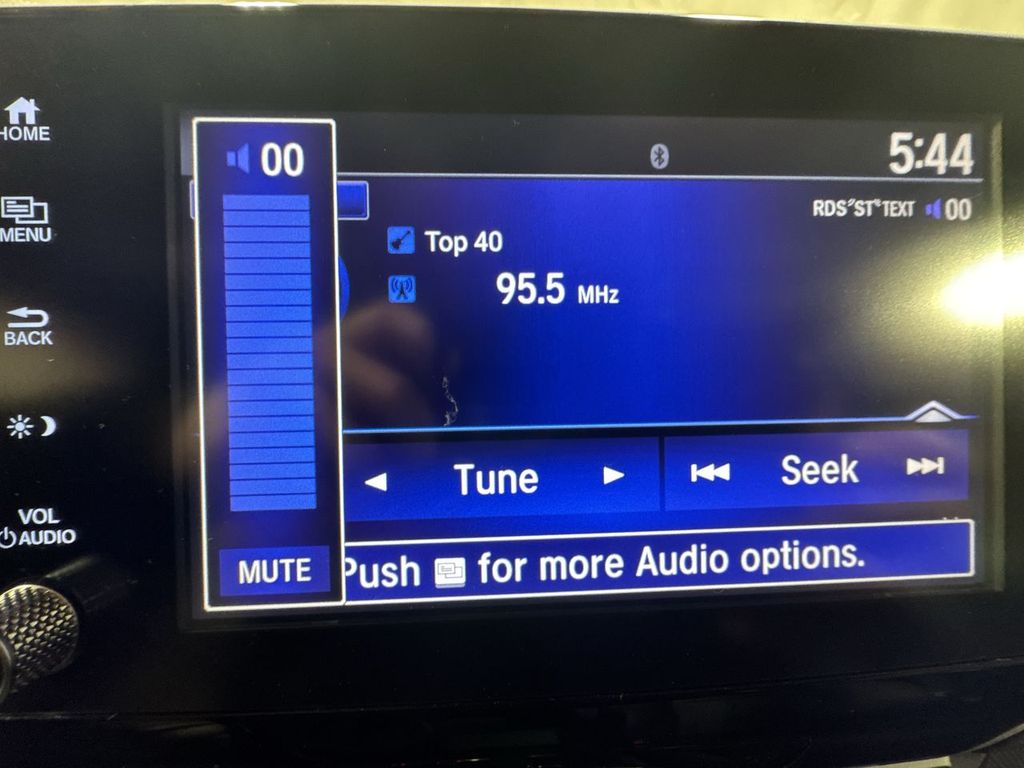 HOME
MENU
BACK
VOL
AUDIO
00
MUTE
5:44
RDS ST TEXT 00
Top 40
95.5 MHz
Tune
Seek
Push for more Audio options.